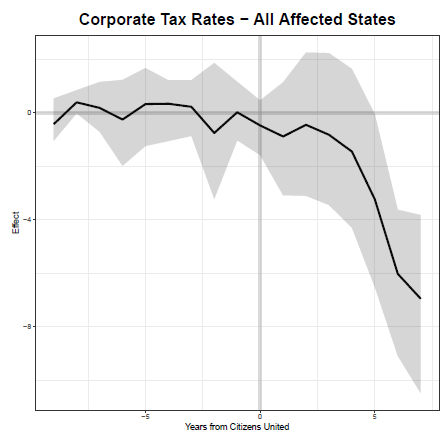 Corporate Tax Rates − All Affected States
Effect
0
−4
−8
−5
0
5
Years from Citizens United